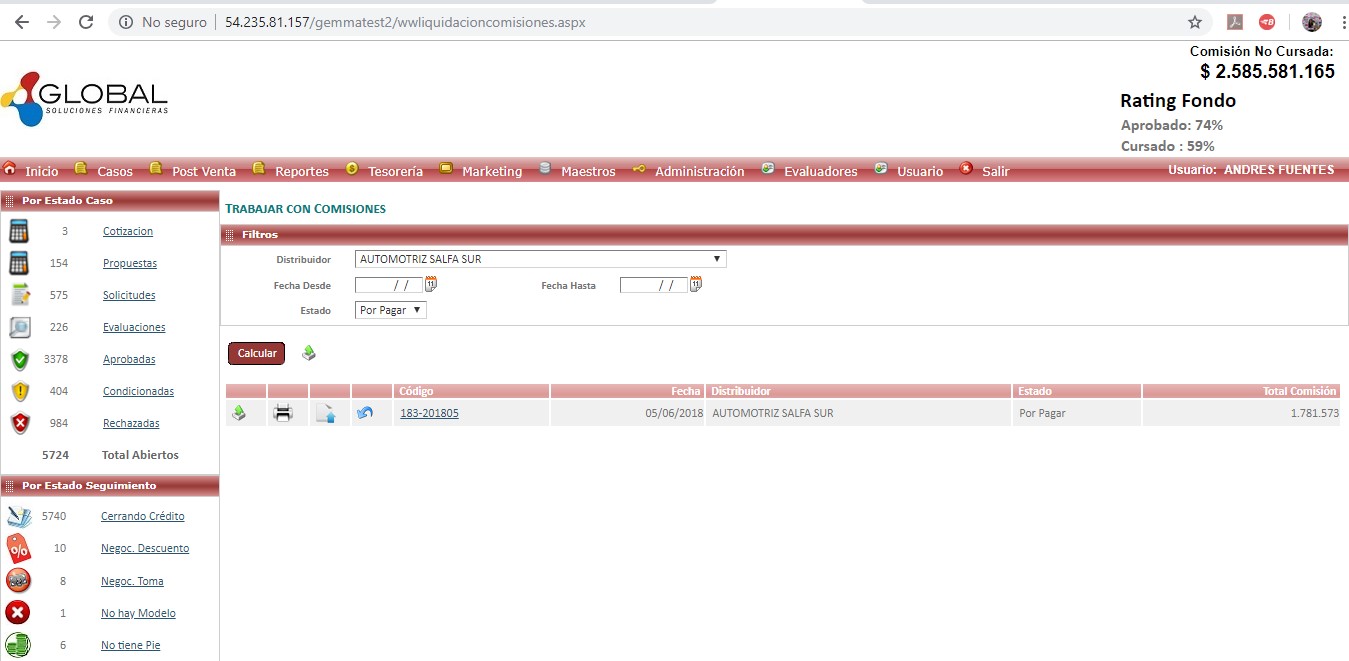 No seguro | 54.235.81.157/gemmatest2/wwliquidacioncomisiones.aspx
Comisión No Cursada:
$ 2.585.581.165
GLOBAL
SOLUCIONES FINANCIERAS
Rating Fondo
Aprobado: 74%
Cursado : 59%
Inicio Casos Post Venta Reportes Tesorería Marketing Maestros Administración Evaluadores Usuario Salir Usuario: ANDRES FUENTES
Por Estado Caso
3 Cotizacion
154 Propuestas
575 Solicitudes
226 Evaluaciones
3378 Aprobadas
404 Condicionadas
984 Rechazadas
5724 Total Abiertos
Por Estado Seguimiento
5740 Cerrando Crédito
10 Negoc. Descuento
8 Negoc. Toma
1 No hay Modelo
6 No tiene Pie
TRABAJAR CON COMISIONES
Filtros
Distribuidor AUTOMOTRIZ SALFA SUR
Fecha Desde / / Fecha Hasta / /
Estado Por Pagar
Calcular
Código Fecha Distribuidor Estado Total Comisión
183-201805 05/06/2018 AUTOMOTRIZ SALFA SUR Por Pagar 1.781.573